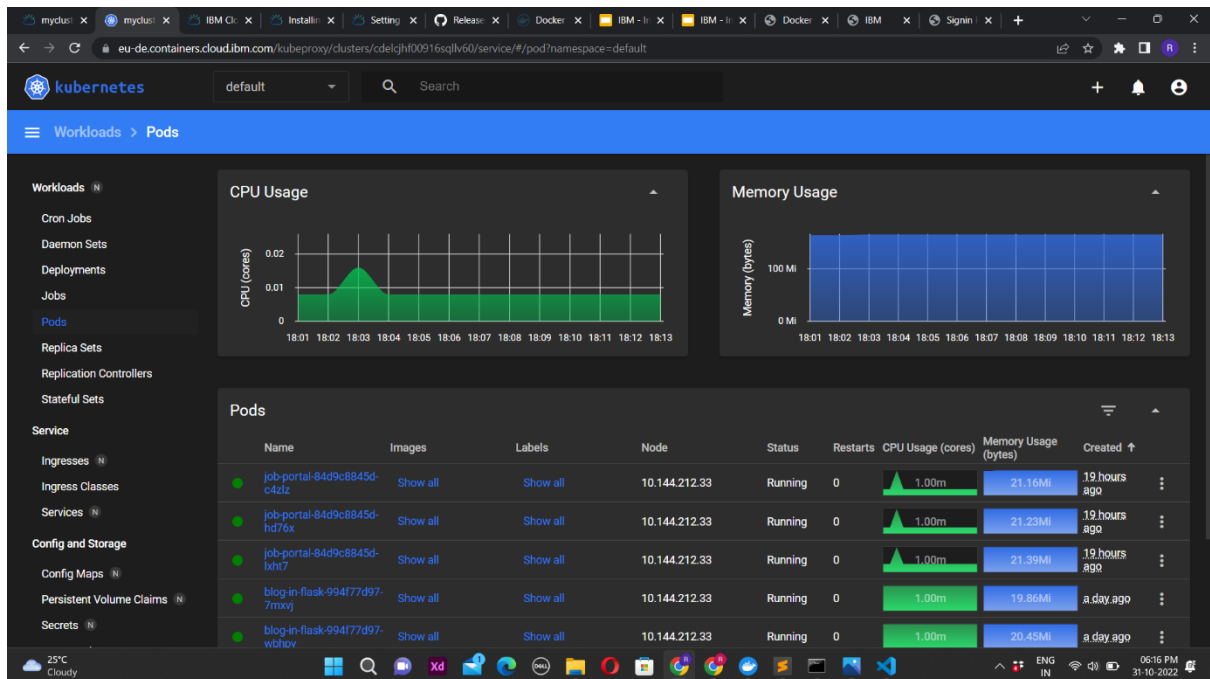 myclust
myclust
IBM Clo
Installin
Setting
Release
Docker
IBM - In
IBM - In
Docker
IBM
Signin
eu-de.containers.cloud.ibm.com/kubeproxy/clusters/cdelcjhf00916sqllv60/service/#/pod?namespace=default
R
kubernetes
default
Search
Workloads > Pods
Workloads N
Cron Jobs
Daemon Sets
Deployments
Jobs
Pods
Replica Sets
Replication Controllers
Stateful Sets
Service
Ingresses N
Ingress Classes
Services N
Config and Storage
Config Maps N
Persistent Volume Claims N
Secrets N
CPU Usage
CPU (cores)
0.02
0.01
0
18:01 18:02 18:03 18:04 18:05 18:06 18:07 18:08 18:09 18:10 18:11 18:12 18:13
Memory Usage
Memory (bytes)
100 Mi
0 Mi
18:01 18:02 18:03 18:04 18:05 18:06 18:07 18:08 18:09 18:10 18:11 18:12 18:13
Pods
Name Images Labels Node Status Restarts CPU Usage (cores) Memory Usage (bytes) Created
job-portal-84d9c8845d-
c4zlz Show all Show all 10.144.212.33 Running 0 1.00m 21.16Mi 19 hours ago
job-portal-84d9c8845d-
hd76x Show all Show all 10.144.212.33 Running 0 1.00m 21.23Mi 19 hours ago
job-portal-84d9c8845d-
lxht7 Show all Show all 10.144.212.33 Running 0 1.00m 21.39Mi 19 hours ago
blog-in-flask-994f77d97-
7mxvj Show all Show all 10.144.212.33 Running 0 1.00m 19.86Mi a day ago
blog-in-flask-994f77d97-
wbhpv Show all Show all 10.144.212.33 Running 0 1.00m 20.45Mi a day ago
25°C
Cloudy
Xd
1
DELL
ENG
IN
06:16 PM
31-10-2022